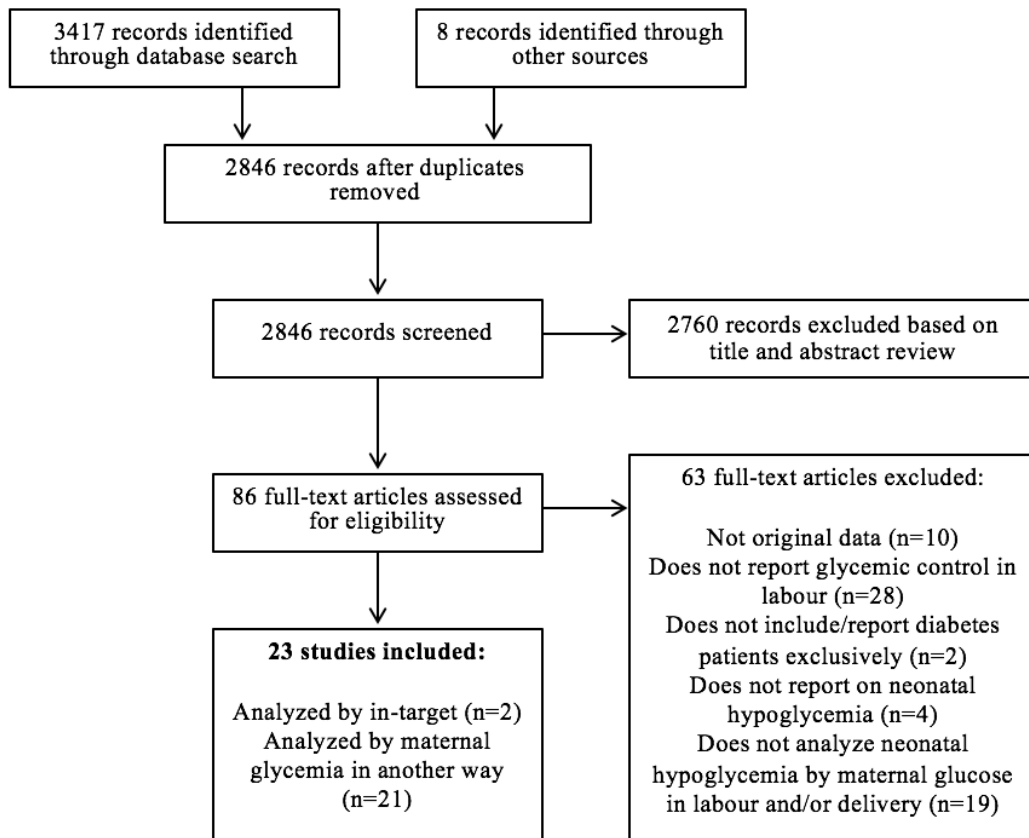 3417 records identified
through database search
8 records identified through
other sources
2846 records after duplicates
removed
2846 records screened
2760 records excluded based on
title and abstract review
86 full-text articles assessed
for eligibility
63 full-text articles excluded:
Not original data (n=10)
Does not report glycemic control in
labour (n=28)
Does not include/report diabetes
patients exclusively (n=2)
Does not report on neonatal
hypoglycemia (n=4)
Does not analyze neonatal
hypoglycemia by maternal glucose
in labour and/or delivery (n=19)
23 studies included:
Analyzed by in-target (n=2)
Analyzed by maternal
glycemia in another way
(n=21)